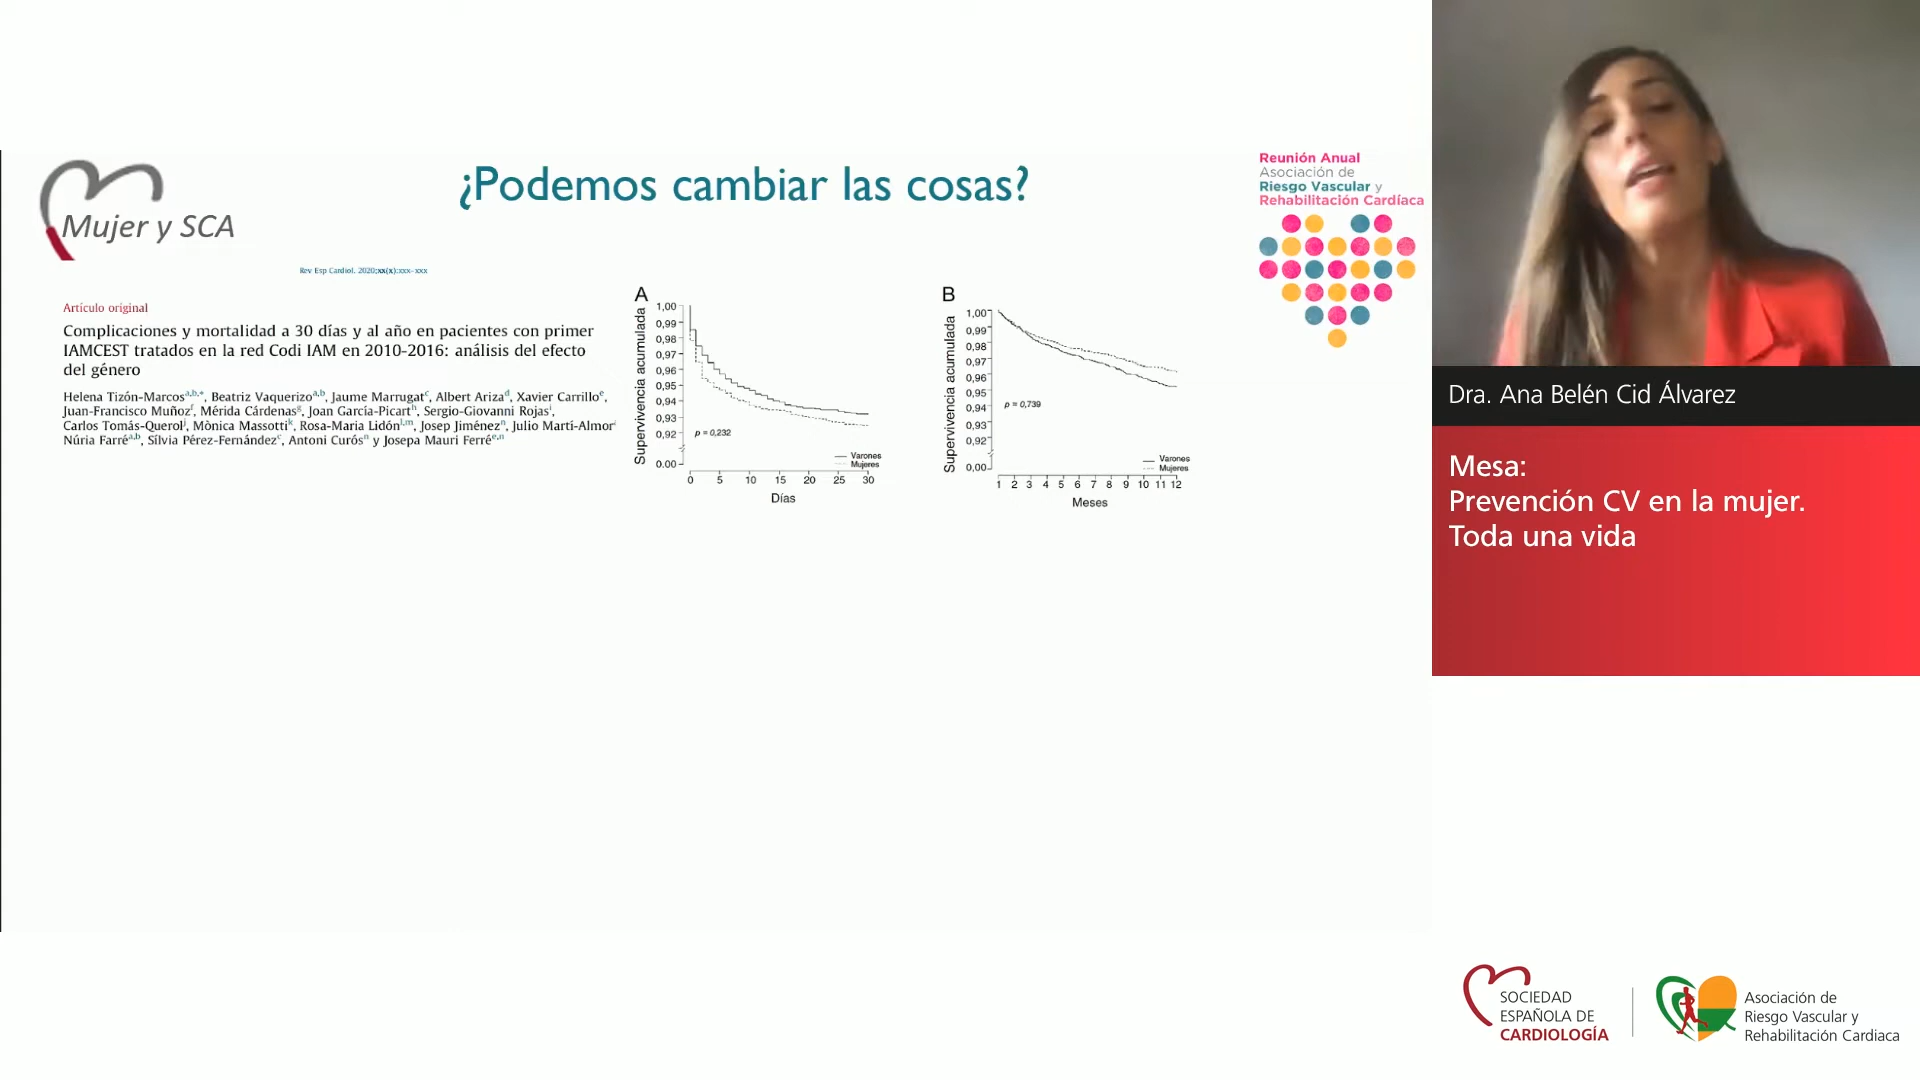 ¿Podemos cambiar las cosas?
Mujer y SCA
Reunión Anual
Asociación de
Riesgo Vascular y
Rehabilitación Cardíaca
Rev Esp Cardiol. 2020;xx(x):xxx–xxx
Artículo original
Complicaciones y mortalidad a 30 días y al año en pacientes con primer
IAMCEST tratados en la red Codi IAM en 2010-2016: análisis del efecto
del género
Helena Tizón-Marcos a,b,*, Beatriz Vaquerizo a,b, Jaume Marrugat c, Albert Ariza d, Xavier Carrillo e,
Juan-Francisco Muñoz f, Mérida Cárdenas g, Joan García-Picart h, Sergio-Giovanni Rojas i,
Carlos Tomás-Querol j, Mònica Massotti k, Rosa-Maria Lidón l,m, Josep Jiménez n, Julio Martí-Almor
Núria Farré a,b, Sílvia Pérez-Fernández c, Antoni Curós n y Josepa Mauri Ferré e,n
A
Supervivencia acumulada
1,00
0,99
0,98
0,97
0,96
0,95
0,94
0,93
0,92
0.00
p = 0,232
Varones
Mujeres
0 5 10 15 20 25 30
Días
B
Supervivencia acumulada
1,00
0,99
0,98
0,97
0,96
0,95
0,94
0,93
0,92
0,00
p = 0,739
Varones
Mujeres
1 2 3 4 5 6 7 8 9 10 11 12
Meses
Dra. Ana Belén Cid Álvarez
Mesa:
Prevención CV en la mujer.
Toda una vida
SOCIEDAD
ESPAÑOLA DE
CARDIOLOGÍA
Asociación de
Riesgo Vascular y
Rehabilitación Cardiaca